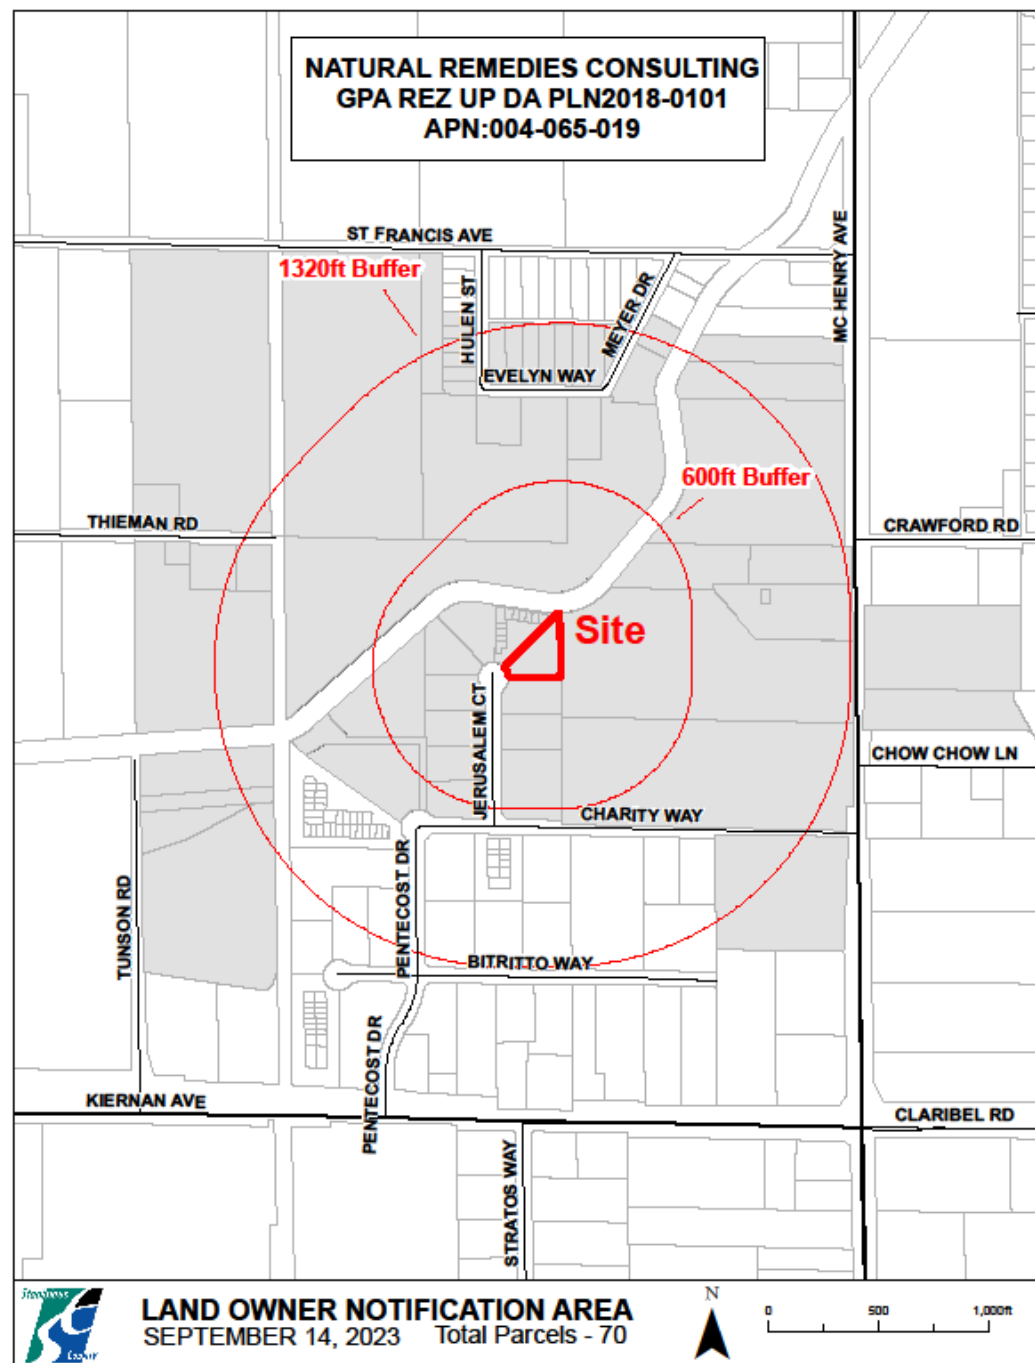 NATURAL REMEDIES CONSULTING
GPA REZ UP DA PLN2018-0101
APN:004-065-019
ST FRANCIS AVE
MC HENRY AVE
1320ft Buffer
HULEN ST
MEYER DR
EVELYN WAY
600ft Buffer
THIEMAN RD
CRAWFORD RD
Site
JERUSALEM CT
CHOW CHOW LN
CHARITY WAY
PENTECOST DR
TUNSON RD
BITRITTO WAY
PENTECOST DR
KIERNAN AVE
CLARIBEL RD
STRATOS WAY
Stanislaus
County
LAND OWNER NOTIFICATION AREA
SEPTEMBER 14, 2023 Total Parcels - 70
N
0 500 1,000ft